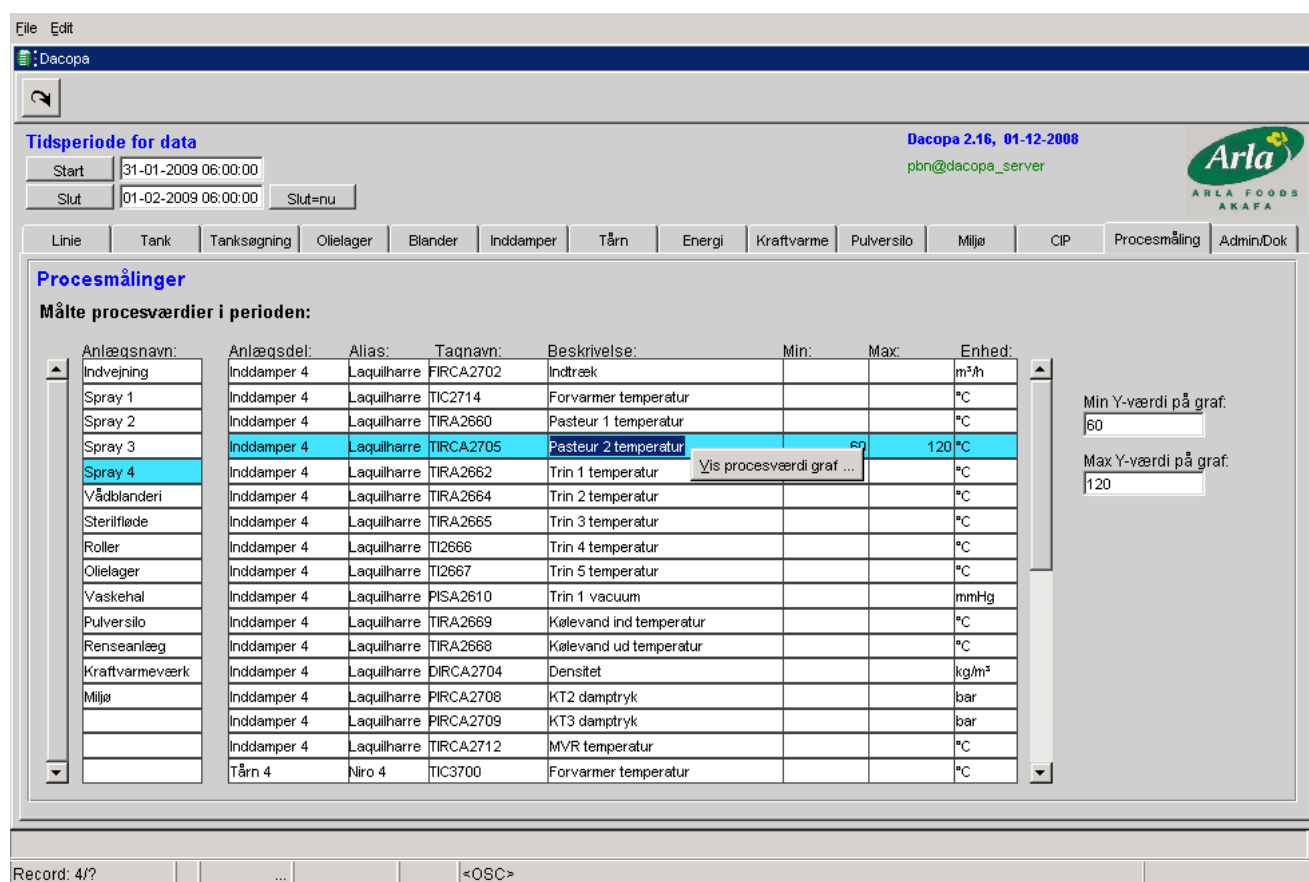 File Edit
Dacopa
Tidsperiode for data
Dacopa 2.16, 01-12-2008
Start 31-01-2009 06:00:00
pbn@dacopa_server
Slut 01-02-2009 06:00:00 Slut=nu
Arla
ARLA FOODS
AKAFA
Linie Tank Tanksøgning Olielager Blander Inddamper Tårn Energi Kraftvarme Pulversilo Miljø CIP Procesmåling Admin/Dok
Procesmålinger
Målte procesværdier i perioden:
Anlægsnavn: Anlægsdel: Alias: Tagnavn: Beskrivelse: Min: Max: Enhed:
Indvejning Inddamper 4 Laquilharre FIRCA2702 Indtræk m³/h
Spray 1 Inddamper 4 Laquilharre TIC2714 Forvarmer temperatur °C
Spray 2 Inddamper 4 Laquilharre TIRA2660 Pasteur 1 temperatur °C
Spray 3 Inddamper 4 Laquilharre TIRCA2705 Pasteur 2 temperatur 60 120 °C
Spray 4 Inddamper 4 Laquilharre TIRA2662 Trin 1 temperatur °C
Vådblanderi Inddamper 4 Laquilharre TIRA2664 Trin 2 temperatur °C
Sterilfløde Inddamper 4 Laquilharre TIRA2665 Trin 3 temperatur °C
Roller Inddamper 4 Laquilharre TI2666 Trin 4 temperatur °C
Olielager Inddamper 4 Laquilharre TI2667 Trin 5 temperatur °C
Vaskehal Inddamper 4 Laquilharre PISA2610 Trin 1 vacuum mmHg
Pulversilo Inddamper 4 Laquilharre TIRA2669 Kølevand ind temperatur °C
Renseanlæg Inddamper 4 Laquilharre TIRA2668 Kølevand ud temperatur °C
Kraftvarmeværk Inddamper 4 Laquilharre DIRCA2704 Densitet kg/m³
Miljø Inddamper 4 Laquilharre PIRCA2708 KT2 damptryk bar
Inddamper 4 Laquilharre PIRCA2709 KT3 damptryk bar
Inddamper 4 Laquilharre TIRCA2712 MVR temperatur °C
Tårn 4 Niro 4 TIC3700 Forvarmer temperatur °C
Vis procesværdi graf ...
Min Y-værdi på graf:
60
Max Y-værdi på graf:
120
Record: 4/? ... <OSC>